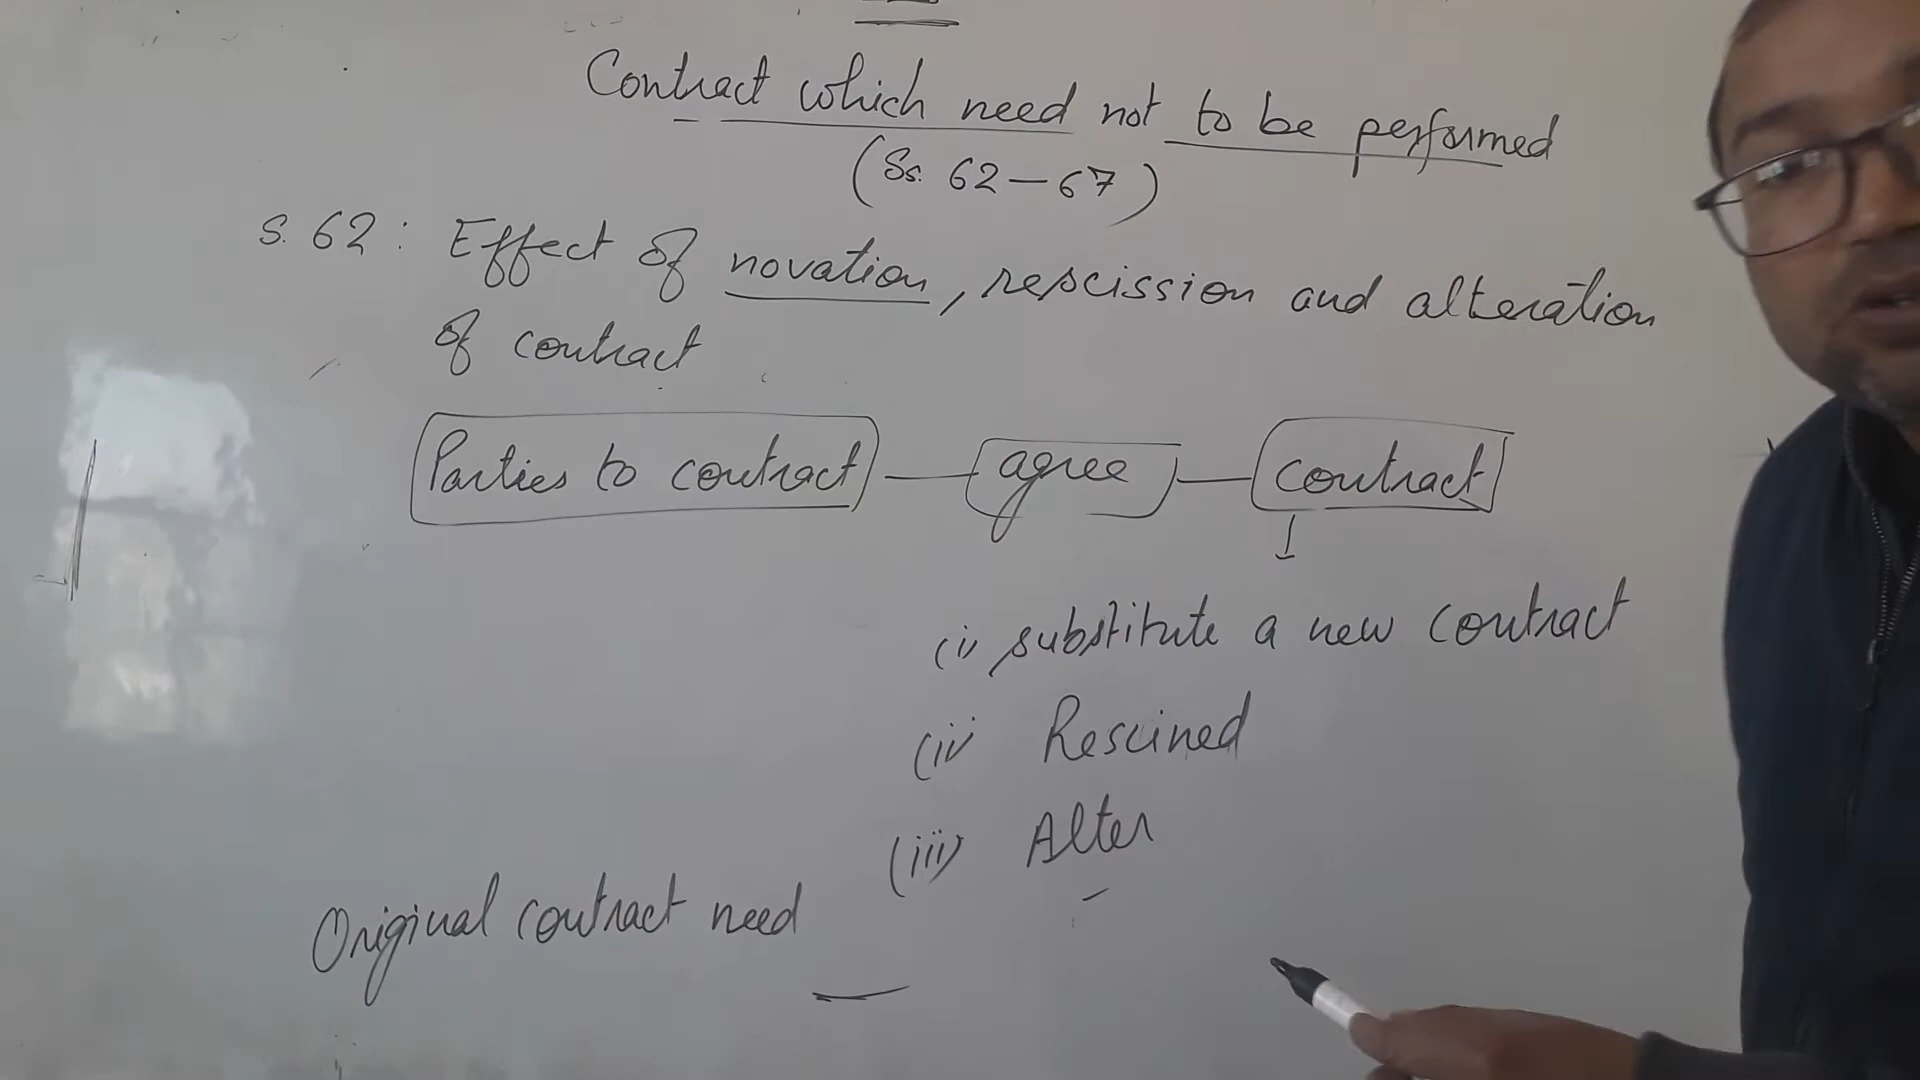 Contract which need not to be performed
(Ss. 62-67)
S. 62: Effect of novation, rescission and alteration
of contract
Parties to contract — agree — contract
(i) substitute a new contract
(ii) Rescined
(iii) Alter
Original contract need